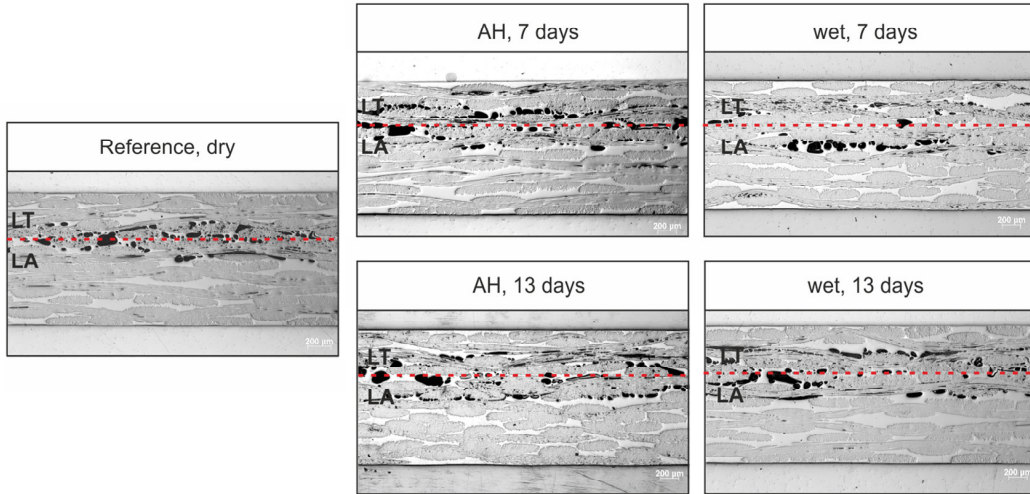 Reference, dry
LT
LA
200 µm
AH, 7 days
LT
LA
200 µm
wet, 7 days
LT
LA
200 µm
AH, 13 days
LT
LA
200 µm
wet, 13 days
LT
LA
200 µm